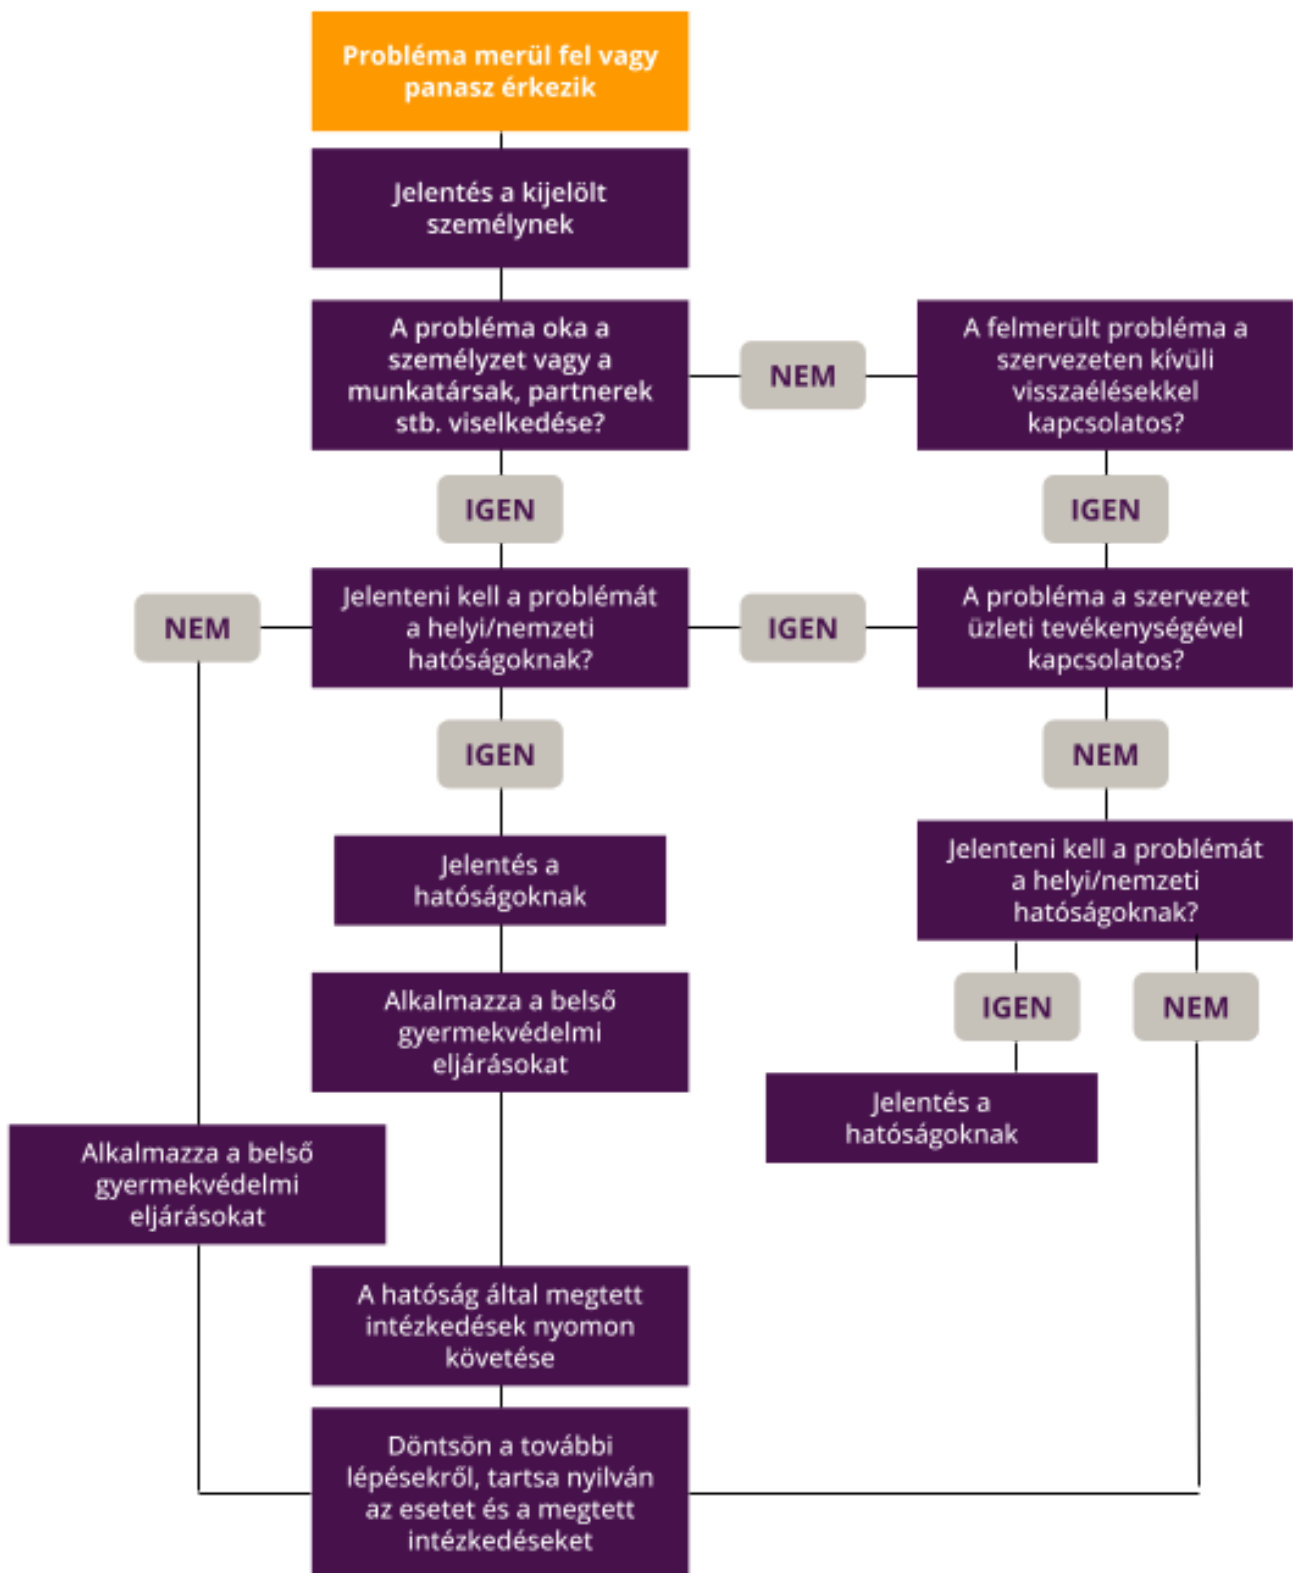 Probléma merül fel vagy
panasz érkezik
Jelentés a kijelölt
személynek
A probléma oka a
személyzet vagy a
munkatársak, partnerek
stb. viselkedése?
NEM
A felmerült probléma a
szervezeten kívüli
visszaélésekkel
kapcsolatos?
IGEN
IGEN
NEM
Jelenteni kell a problémát
a helyi/nemzeti
hatóságoknak?
IGEN
A probléma a szervezet
üzleti tevékenységével
kapcsolatos?
IGEN
NEM
Jelentés a
hatóságoknak
Jelenteni kell a problémát
a helyi/nemzeti
hatóságoknak?
Alkalmazza a belső
gyermekvédelmi
eljárásokat
IGEN
NEM
Jelentés a
hatóságoknak
Alkalmazza a belső
gyermekvédelmi
eljárásokat
A hatóság által megtett
intézkedések nyomon
követése
Döntsön a további
lépésekről, tartsa nyilván
az esetet és a megtett
intézkedéseket